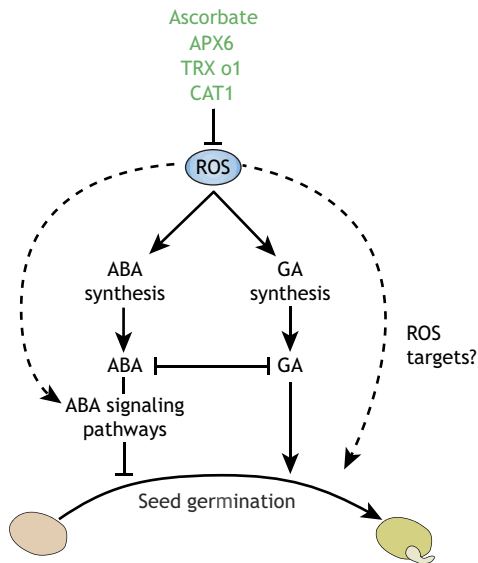 Ascorbate
APX6
TRX o1
CAT1
ROS
ABA
synthesis
GA
synthesis
ROS
targets?
ABA
GA
ABA signaling
pathways
Seed germination